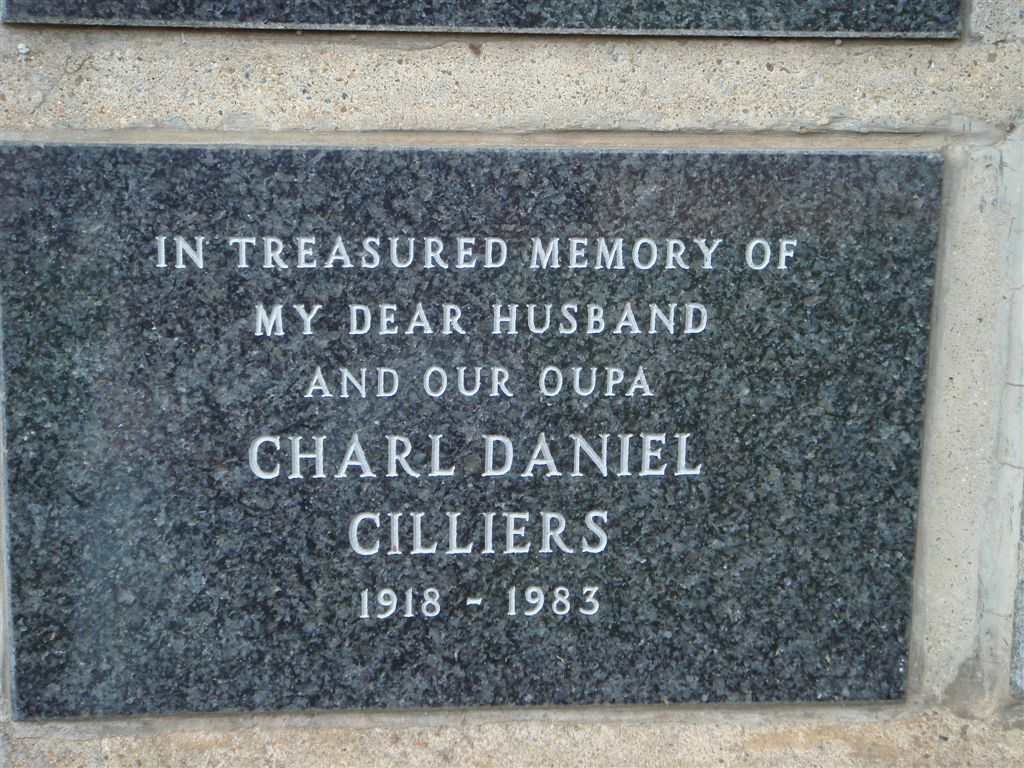 IN TREASURED MEMORY OF
MY DEAR HUSBAND
AND OUR OUPA
CHARL DANIEL
CILLIERS
1918 - 1983